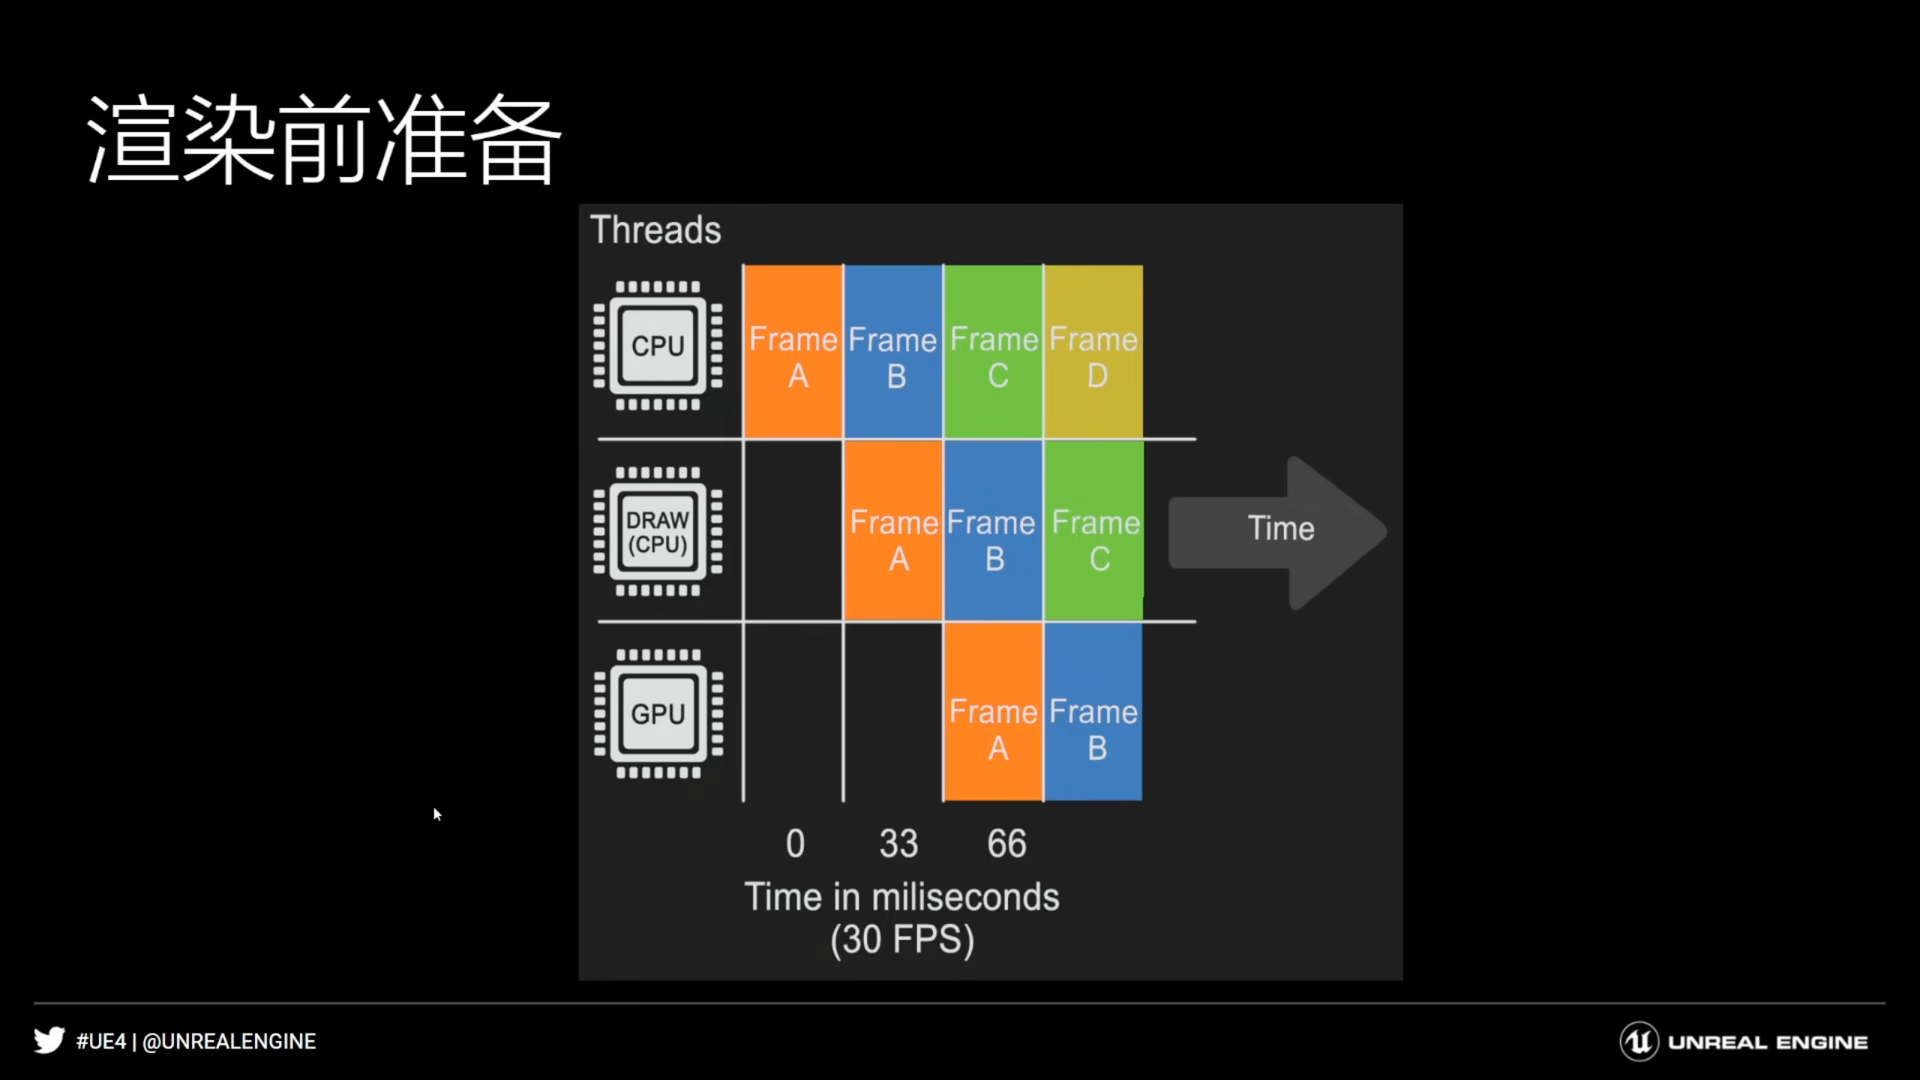 渲染前准备
Threads
CPU
Frame
A
Frame
B
Frame
C
Frame
D
DRAW
(CPU)
Frame
A
Frame
B
Frame
C
Time
GPU
Frame
A
Frame
B
0 33 66
Time in miliseconds
(30 FPS)
#UE4 | @UNREALENGINE
UNREAL ENGINE